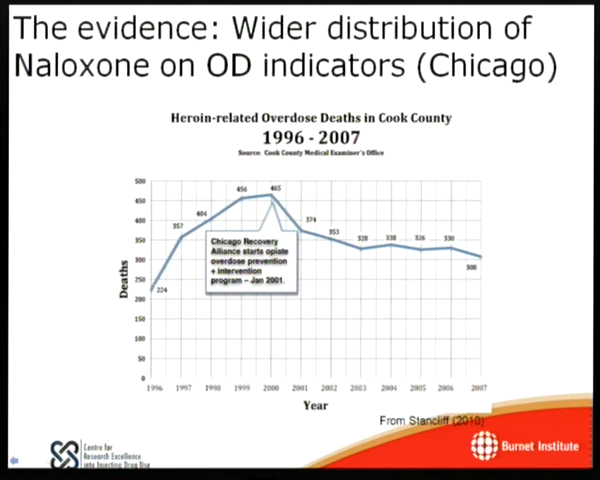 The evidence: Wider distribution of
Naloxone on OD indicators (Chicago)
Heroin-related Overdose Deaths in Cook County
1996 - 2007
Source: Cook County Medical Examiner's Office
500
450
400
350
300
250
200
150
100
50
0
Deaths
224
357
404
456
465
374
353
328
338
326
330
308
Chicago Recovery
Alliance starts opiate
overdose prevention
+ intervention
program – Jan 2001.
1996 1997 1998 1999 2000 2001 2002 2003 2004 2005 2006 2007
Year
From Stancliff (2010)
Centre for
Research Excellence
into Injecting Drug Use
Burnet Institute